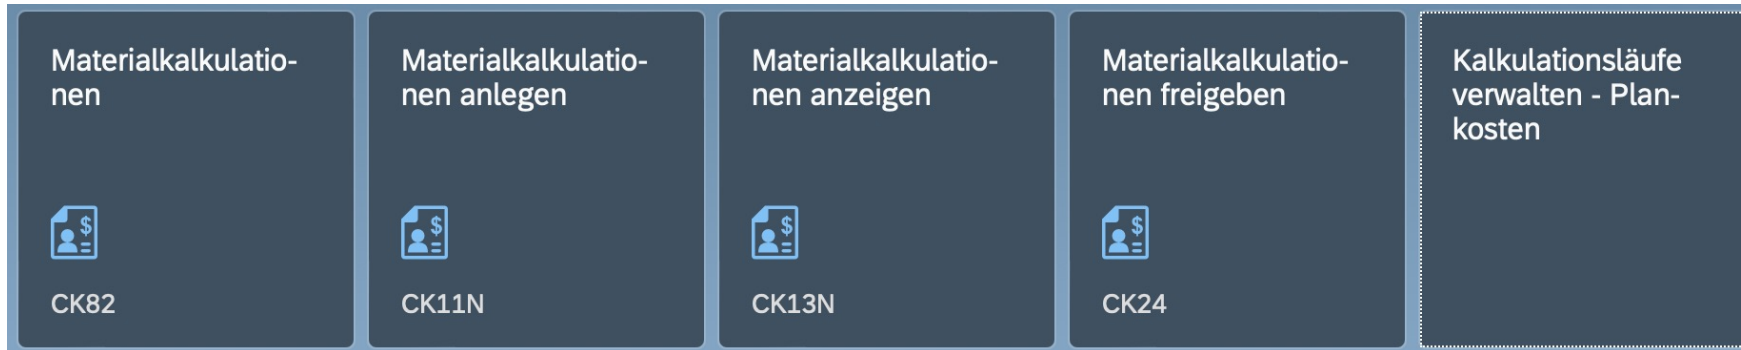 Materialkalkulatio-
nen
CK82
Materialkalkulatio-
nen anlegen
CK11N
Materialkalkulatio-
nen anzeigen
CK13N
Materialkalkulatio-
nen freigeben
CK24
Kalkulationsläufe
verwalten - Plan-
kosten